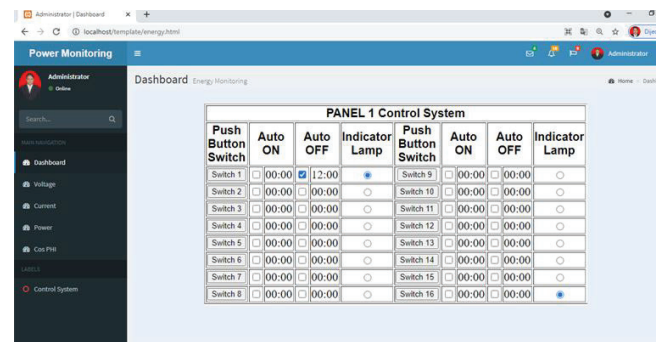 Administrator | Dashboard
localhost/template/energy.html
Power Monitoring
Administrator
Administrator
Online
Dashboard Energy Monitoring
Home
Search...
MAIN NAVIGATION
Dashboard
Voltage
Current
Power
Cos PHI
LABELS
Control System
PANEL 1 Control System
Push Button Switch Auto ON Auto OFF Indicator Lamp Push Button Switch Auto ON Auto OFF Indicator Lamp
Switch 1 00:00 12:00 Switch 9 00:00 00:00
Switch 2 00:00 00:00 Switch 10 00:00 00:00
Switch 3 00:00 00:00 Switch 11 00:00 00:00
Switch 4 00:00 00:00 Switch 12 00:00 00:00
Switch 5 00:00 00:00 Switch 13 00:00 00:00
Switch 6 00:00 00:00 Switch 14 00:00 00:00
Switch 7 00:00 00:00 Switch 15 00:00 00:00
Switch 8 00:00 00:00 Switch 16 00:00 00:00